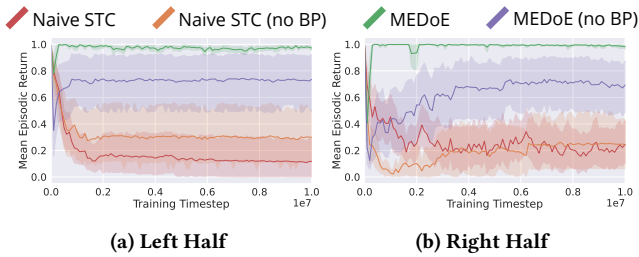 Naive STC Naive STC (no BP) MEDoE MEDoE (no BP)
Mean Episodic Return
1.0
0.8
0.6
0.4
0.2
0.0
0.0 0.2 0.4 0.6 0.8 1.0
Training Timestep 1e7
(a) Left Half
Mean Episodic Return
1.0
0.8
0.6
0.4
0.2
0.0
0.0 0.2 0.4 0.6 0.8 1.0
Training Timestep 1e7
(b) Right Half